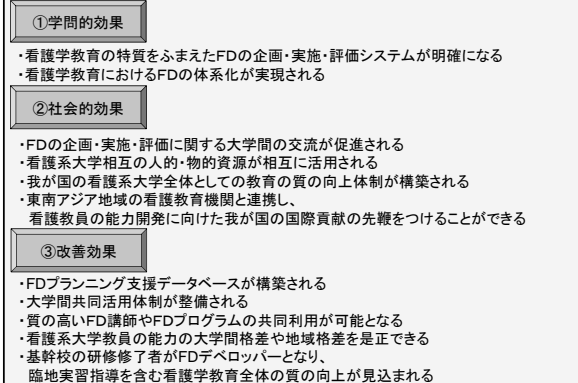 ①学問的効果
・看護学教育の特質をふまえたFDの企画・実施・評価システムが明確になる
・看護学教育におけるFDの体系化が実現される
②社会的効果
・FDの企画・実施・評価に関する大学間の交流が促進される
・看護系大学相互の人的・物的資源が相互に活用される
・我が国の看護系大学全体としての教育の質の向上体制が構築される
・東南アジア地域の看護教育機関と連携し、
看護教員の能力開発に向けた我が国の国際貢献の先鞭をつけることができる
③改善効果
・FDプランニング支援データベースが構築される
・大学間共同活用体制が整備される
・質の高いFD講師やFDプログラムの共同利用が可能となる
・看護系大学教員の能力の大学間格差や地域格差を是正できる
・基幹校の研修修了者がFDデベロッパーとなり、
臨地実習指導を含む看護学教育全体の質の向上が見込まれる